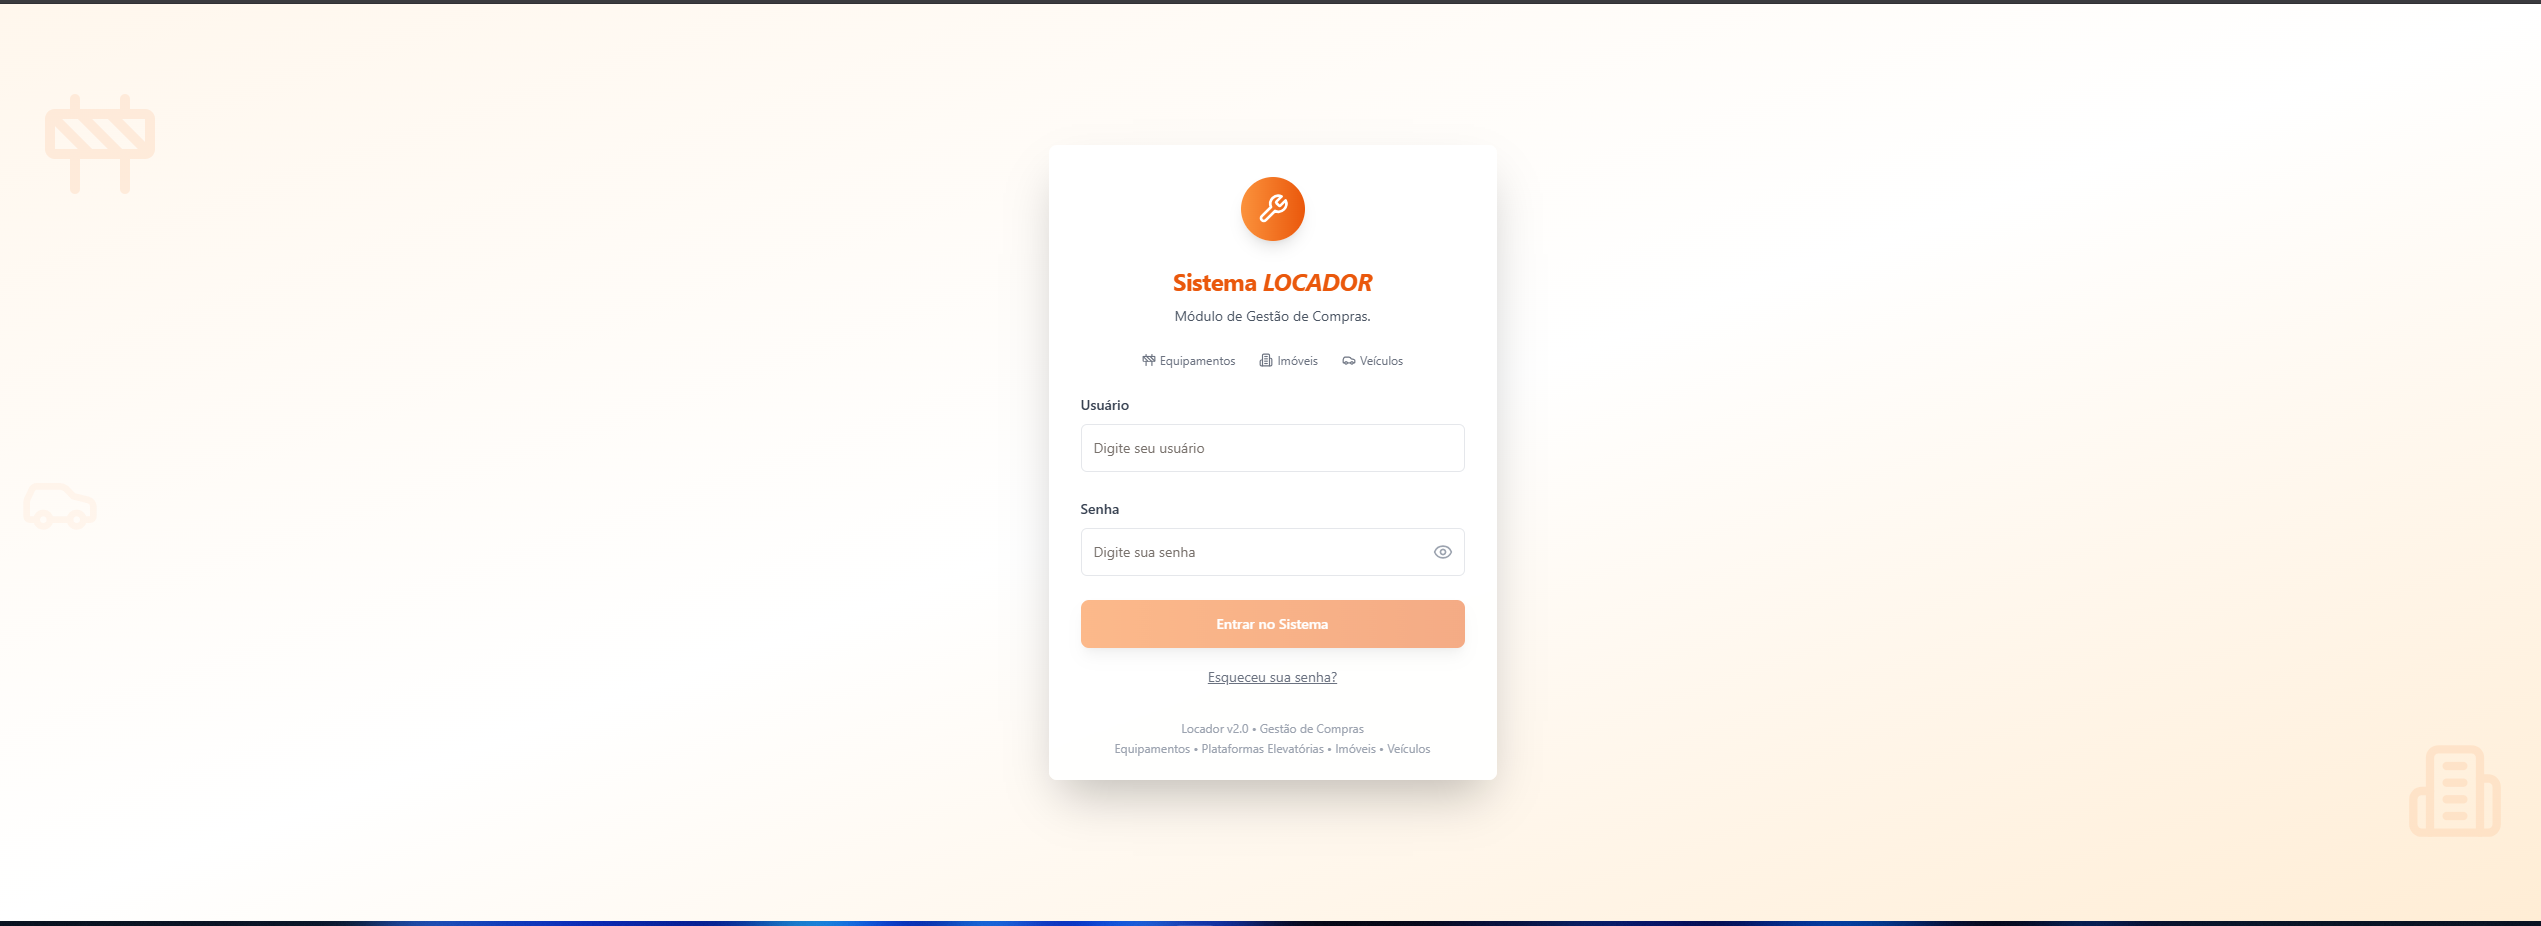 Sistema LOCADOR
Módulo de Gestão de Compras.
Equipamentos Imóveis Veículos
Usuário
Digite seu usuário
Senha
Digite sua senha
Entrar no Sistema
Esqueceu sua senha?
Locador v2.0 • Gestão de Compras
Equipamentos • Plataformas Elevatórias • Imóveis • Veículos